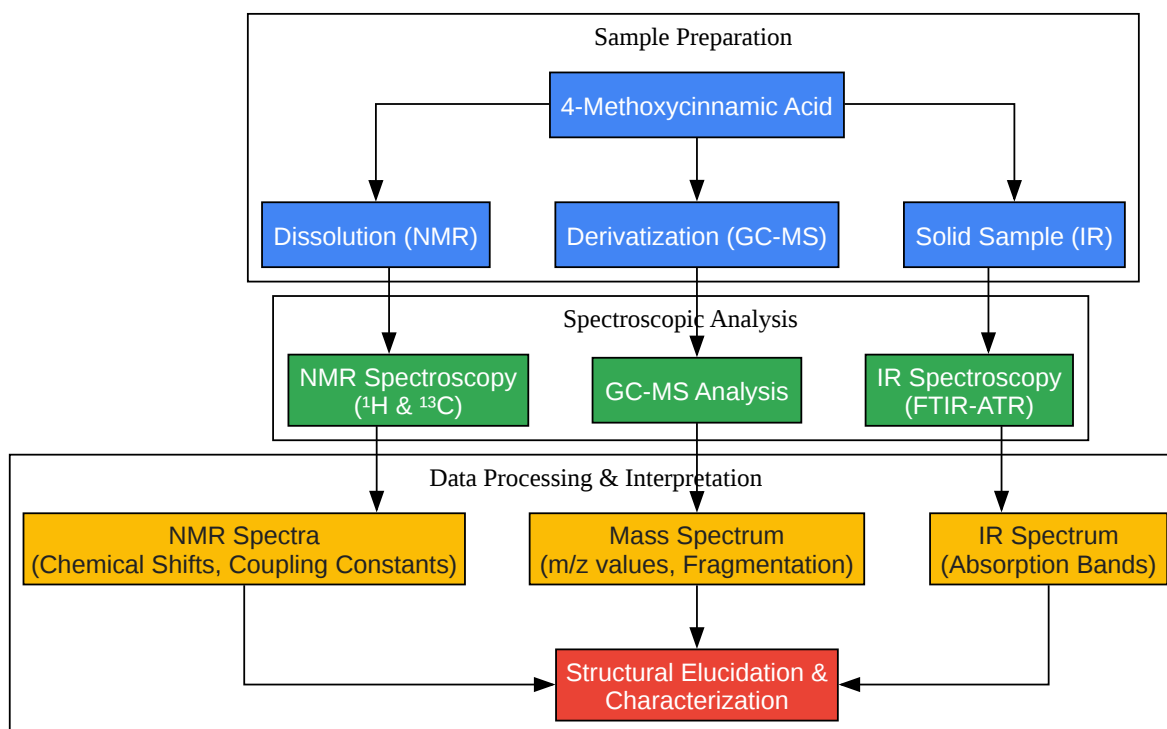 Sample Preparation
4-Methoxycinnamic Acid
Dissolution (NMR)
Derivatization (GC-MS)
Solid Sample (IR)
Spectroscopic Analysis
NMR Spectroscopy
(¹H & ¹³C)
GC-MS Analysis
IR Spectroscopy
(FTIR-ATR)
Data Processing & Interpretation
NMR Spectra
(Chemical Shifts, Coupling Constants)
Mass Spectrum
(m/z values, Fragmentation)
IR Spectrum
(Absorption Bands)
Structural Elucidation &
Characterization